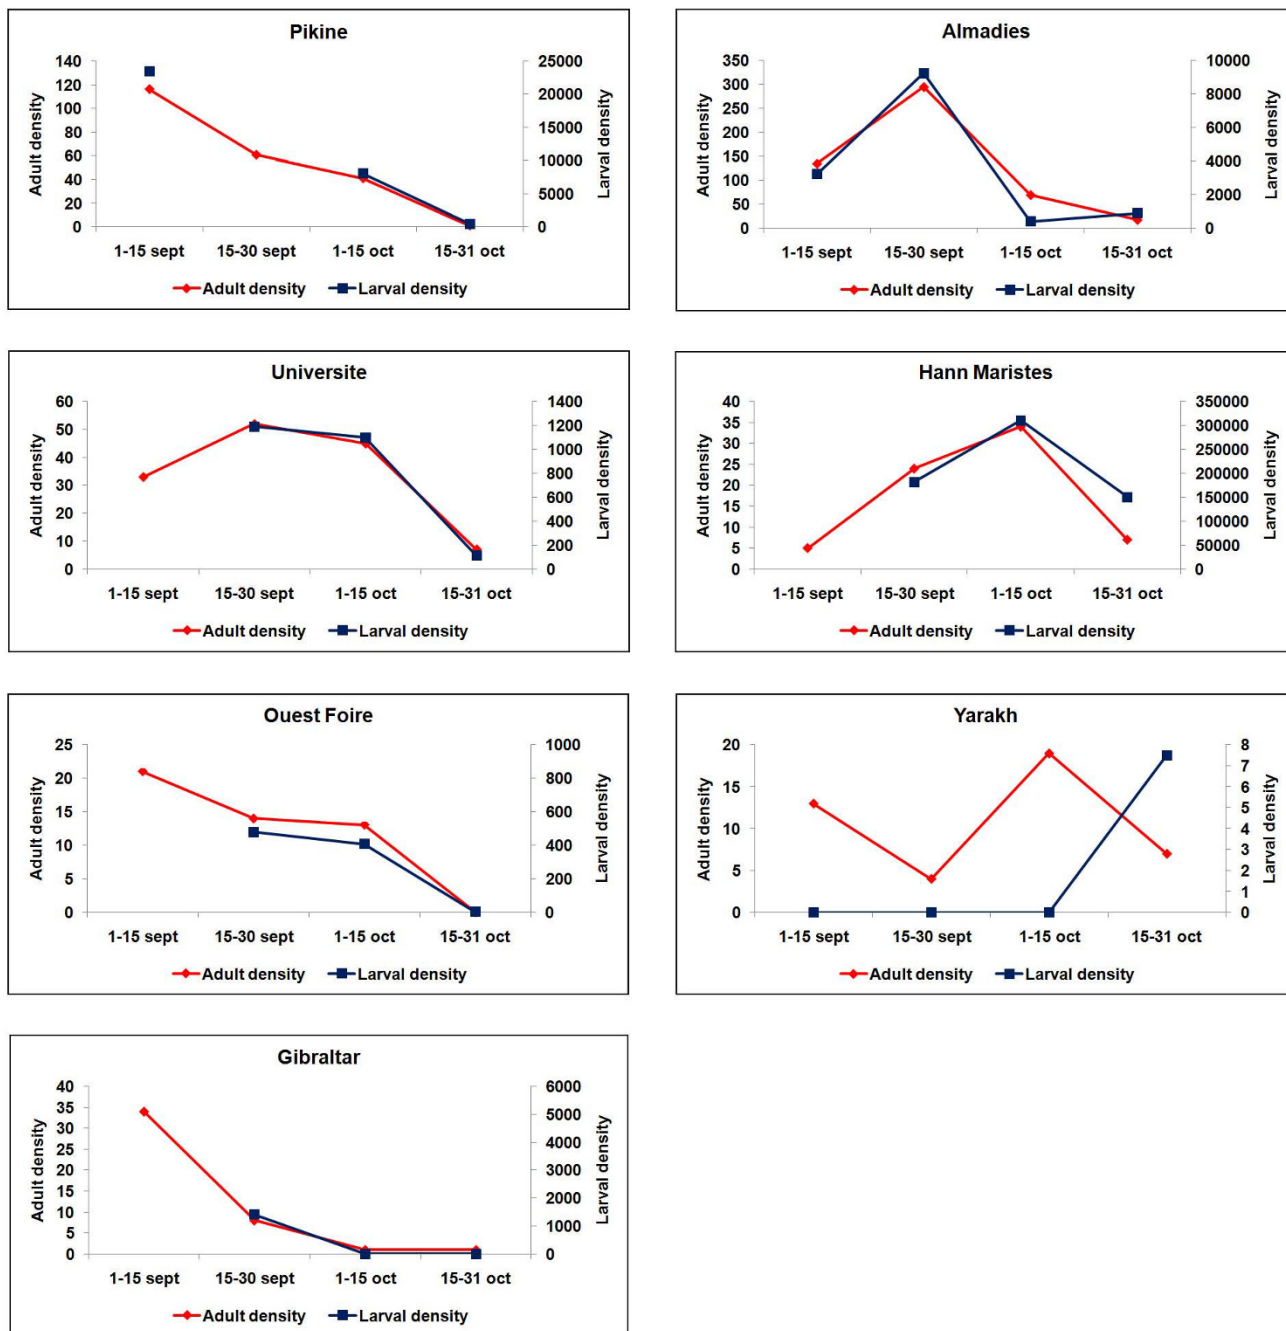 Pikine
140
120
100
80
60
40
20
0
Adult density
25000
20000
15000
10000
5000
0
Larval density
1-15 sept 15-30 sept 1-15 oct 15-31 oct
Adult density Larval density
Almadies
350
300
250
200
150
100
50
0
Adult density
10000
8000
6000
4000
2000
0
Larval density
1-15 sept 15-30 sept 1-15 oct 15-31 oct
Adult density Larval density
Universite
60
50
40
30
20
10
0
Adult density
1400
1200
1000
800
600
400
200
0
Larval density
1-15 sept 15-30 sept 1-15 oct 15-31 oct
Adult density Larval density
Hann Maristes
40
35
30
25
20
15
10
5
0
Adult density
350000
300000
250000
200000
150000
100000
50000
0
Larval density
1-15 sept 15-30 sept 1-15 oct 15-31 oct
Adult density Larval density
Ouest Foire
25
20
15
10
5
0
Adult density
1000
800
600
400
200
0
Larval density
1-15 sept 15-30 sept 1-15 oct 15-31 oct
Adult density Larval density
Yarakh
20
15
10
5
0
Adult density
8
7
6
5
4
3
2
1
0
Larval density
1-15 sept 15-30 sept 1-15 oct 15-31 oct
Adult density Larval density
Gibraltar
40
35
30
25
20
15
10
5
0
Adult density
6000
5000
4000
3000
2000
1000
0
Larval density
1-15 sept 15-30 sept 1-15 oct 15-31 oct
Adult density Larval density